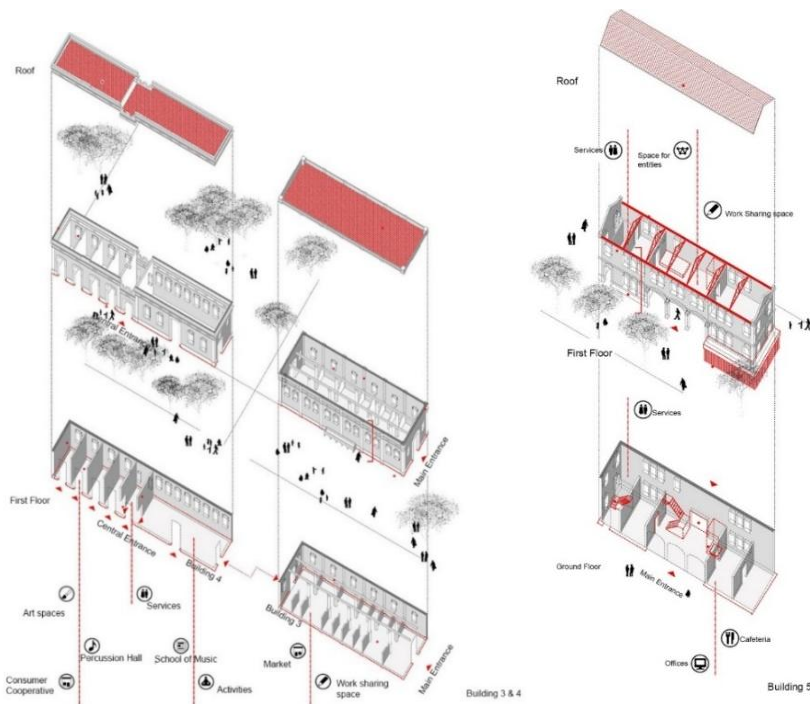 Roof
Central Entrance
Main Entrance
First Floor
Central Entrance
Building 4
Building 3
Main Entrance
Art spaces
Services
Percussion Hall
School of Music
Market
Consumer
Cooperative
Activities
Work sharing
space
Building 3 & 4
Roof
Services
Space for
entities
Work Sharing space
First Floor
Services
Ground Floor
Main Entrance
Cafeteria
Offices
Building 5